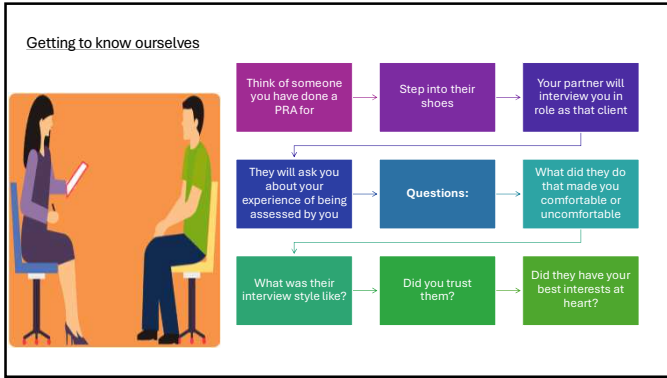 Getting to know ourselves
Think of someone
you have done a
PRA for
Step into their
shoes
Your partner will
interview you in
role as that client
They will ask you
about your
experience of being
assessed by you
Questions:
What did they do
that made you
comfortable or
uncomfortable
What was their
interview style like?
Did you trust
them?
Did they have your
best interests at
heart?